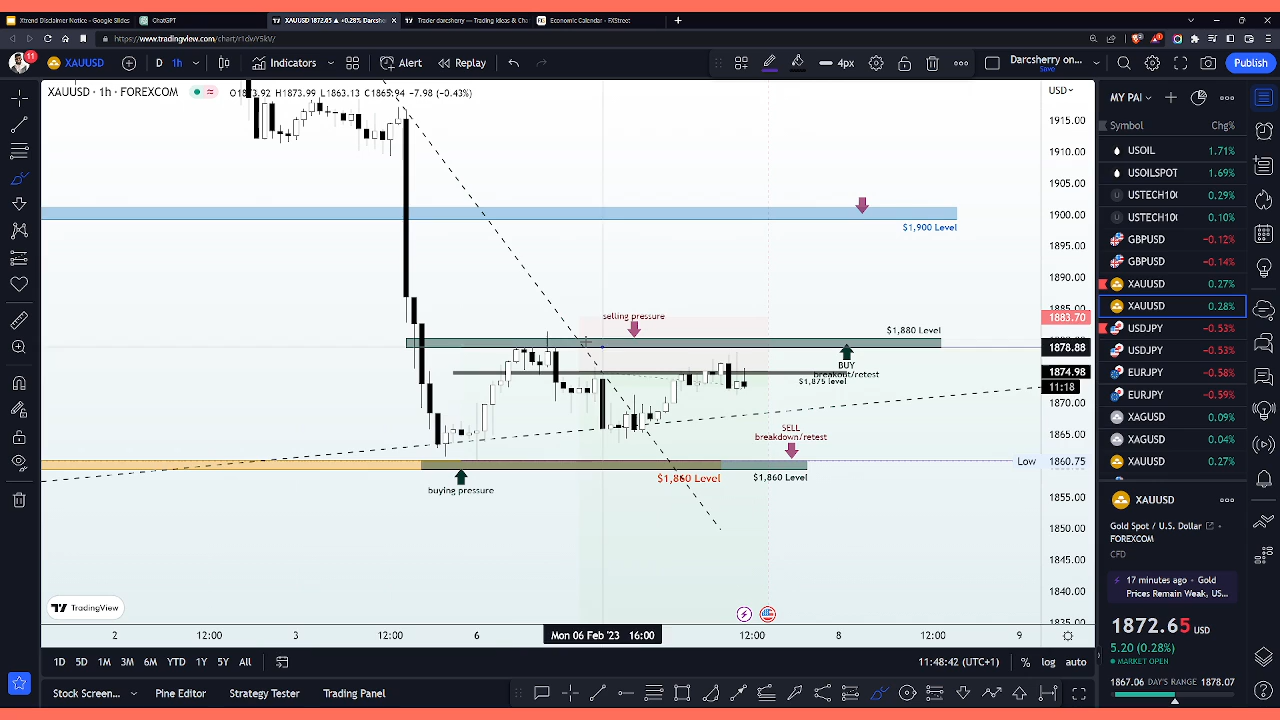 Xtrend Disclaimer Notice - Google Slides
ChatGPT
XAUUSD 1872.65 ▲ +0.28% Darcsherr
Trader darcsherry — Trading Ideas & Ch
Economic Calendar - FXStreet
https://www.tradingview.com/chart/r1dwY5kV/
11
XAUUSD
D
1h
Indicators
Alert
Replay
4px
Darcsherry on...
Save
Publish
XAUUSD · 1h · FOREXCOM
O1873.92 H1873.99 L1863.13 C1865.94 −7.98 (−0.43%)
USD
MY PAI
Symbol
Chg%
USOIL 1.71%
USOILSPOT 1.69%
USTECH100 0.29%
USTECH100 0.10%
GBPUSD −0.12%
GBPUSD −0.14%
XAUUSD 0.27%
XAUUSD 0.28%
USDJPY −0.53%
USDJPY −0.53%
EURJPY −0.58%
EURJPY −0.59%
XAGUSD 0.09%
XAGUSD 0.04%
XAUUSD 0.27%
1915.00
1910.00
1905.00
1900.00
1895.00
1890.00
1883.70
1878.88
1874.98
11:18
1870.00
1865.00
Low 1860.75
1855.00
1850.00
1845.00
1840.00
1835.00
$1,900 Level
selling pressure
$1,880 Level
BUY
breakout/retest
$1,875 level
SELL
breakdown/retest
$1,860 Level
$1,860 Level
buying pressure
TradingView
2
12:00
3
12:00
6
Mon 06 Feb '23 16:00
12:00
8
12:00
9
1D 5D 1M 3M 6M YTD 1Y 5Y All
11:48:42 (UTC+1)
% log auto
Stock Screen...
Pine Editor
Strategy Tester
Trading Panel
XAUUSD
Gold Spot / U.S. Dollar
FOREXCOM
CFD
17 minutes ago · Gold
Prices Remain Weak, US...
1872.65 USD
5.20 (0.28%)
MARKET OPEN
1867.06 DAY'S RANGE 1878.07